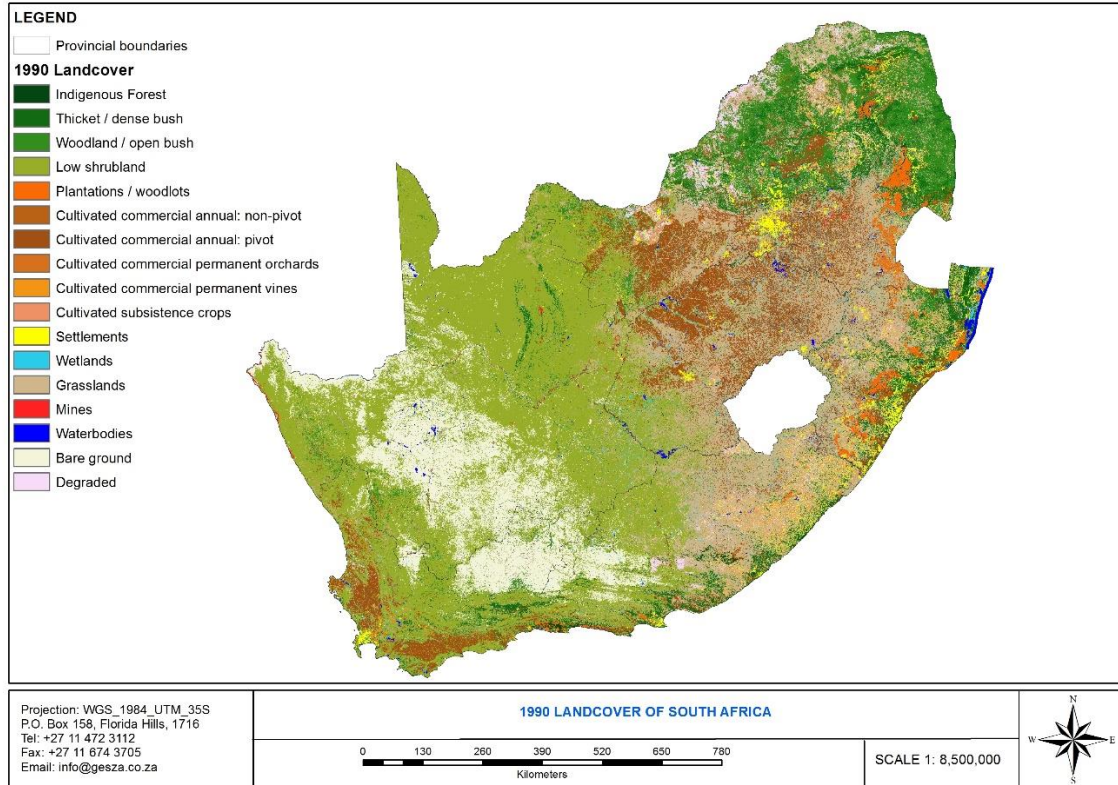 LEGEND
Provincial boundaries
1990 Landcover
Indigenous Forest
Thicket / dense bush
Woodland / open bush
Low shrubland
Plantations / woodlots
Cultivated commercial annual: non-pivot
Cultivated commercial annual: pivot
Cultivated commercial permanent orchards
Cultivated commercial permanent vines
Cultivated subsistence crops
Settlements
Wetlands
Grasslands
Mines
Waterbodies
Bare ground
Degraded
Projection: WGS_1984_UTM_35S
P.O. Box 158, Florida Hills, 1716
Tel: +27 11 472 3112
Fax: +27 11 674 3705
Email: info@gesza.co.za
1990 LANDCOVER OF SOUTH AFRICA
0 130 260 390 520 650 780
Kilometers
SCALE 1: 8,500,000
N
W E
S